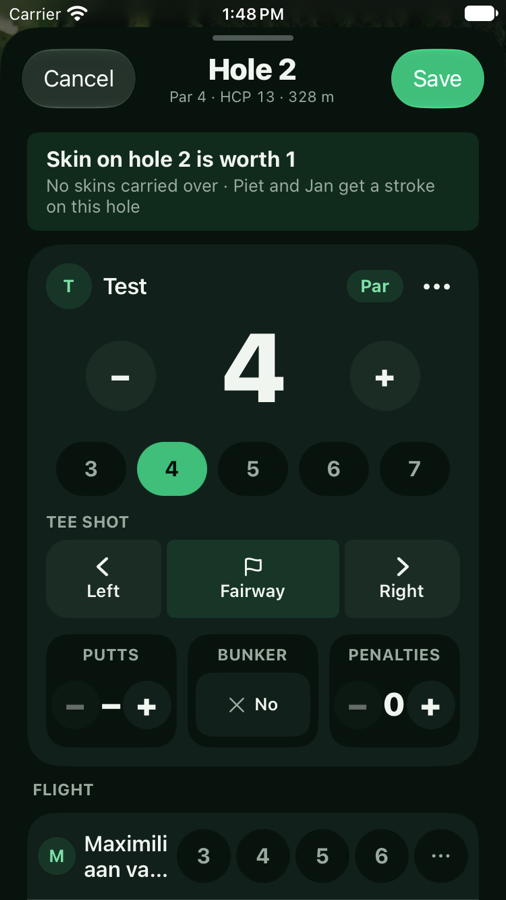 Carrier 1:48 PM
Cancel
Hole 2
Par 4 · HCP 13 · 328 m
Save
Skin on hole 2 is worth 1
No skins carried over · Piet and Jan get a stroke
on this hole
T Test Par •••
− 4 +
3 4 5 6 7
TEE SHOT
Left Fairway Right
PUTTS BUNKER PENALTIES
− – + No − 0 +
FLIGHT
M Maximili
aan va...
3 4 5 6 ...